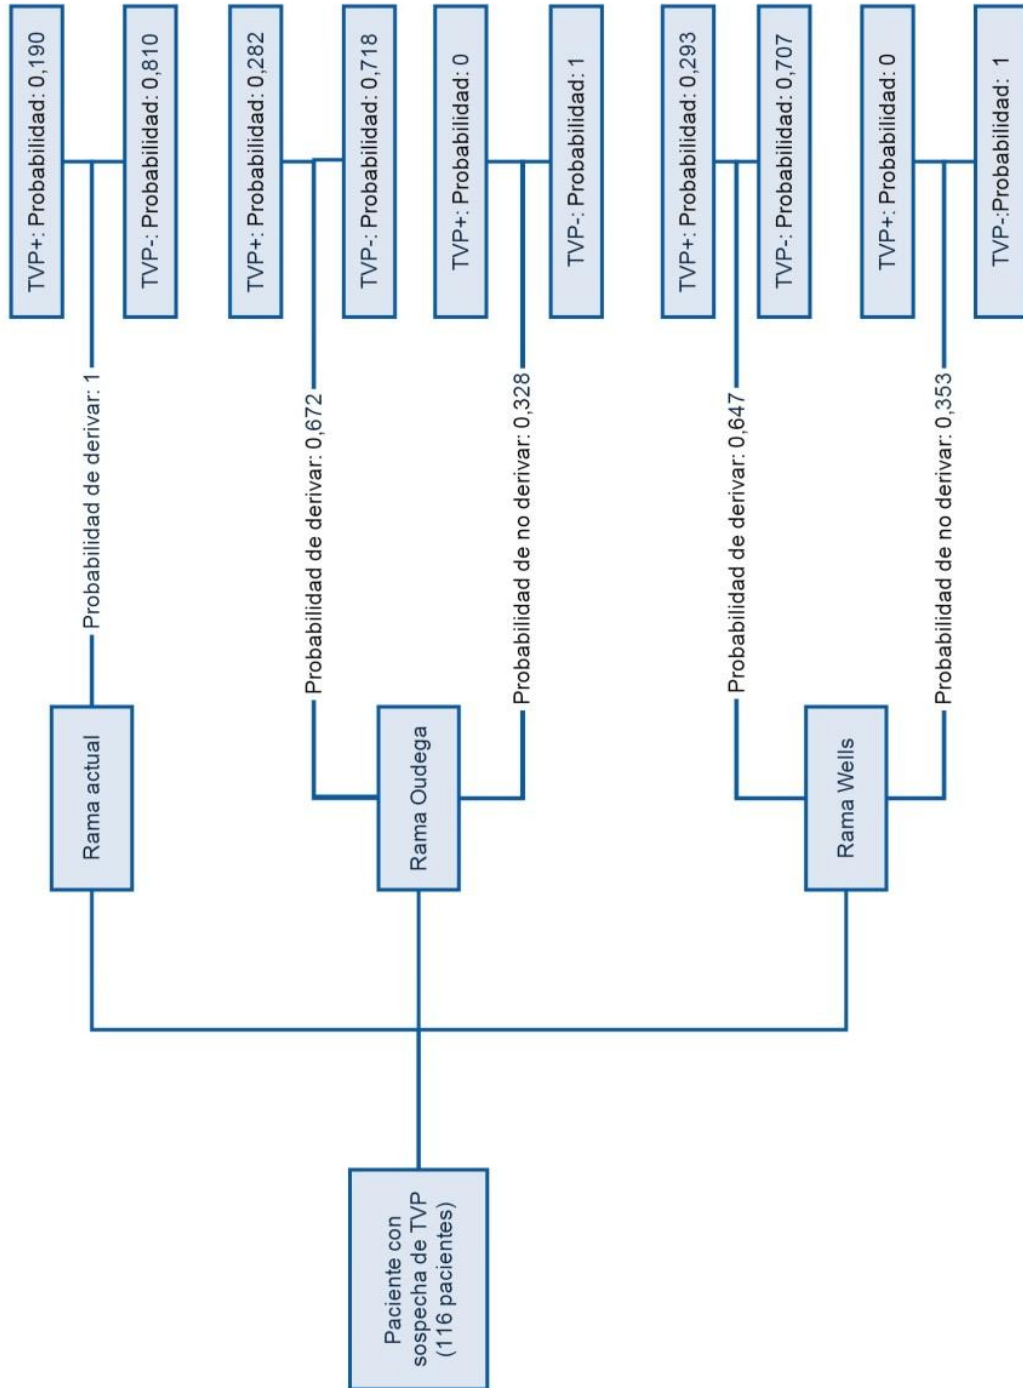 Paciente con
sospecha de TVP
(116 pacientes)
Rama actual
Probabilidad de derivar: 1
TVP+: Probabilidad: 0,190
TVP-: Probabilidad: 0,810
Rama Oudega
Probabilidad de derivar: 0,672
TVP+: Probabilidad: 0,282
TVP-: Probabilidad: 0,718
Probabilidad de no derivar: 0,328
TVP+: Probabilidad: 0
TVP-: Probabilidad: 1
Rama Wells
Probabilidad de derivar: 0,647
TVP+: Probabilidad: 0,293
TVP-: Probabilidad: 0,707
Probabilidad de no derivar: 0,353
TVP+: Probabilidad: 0
TVP-:Probabilidad: 1